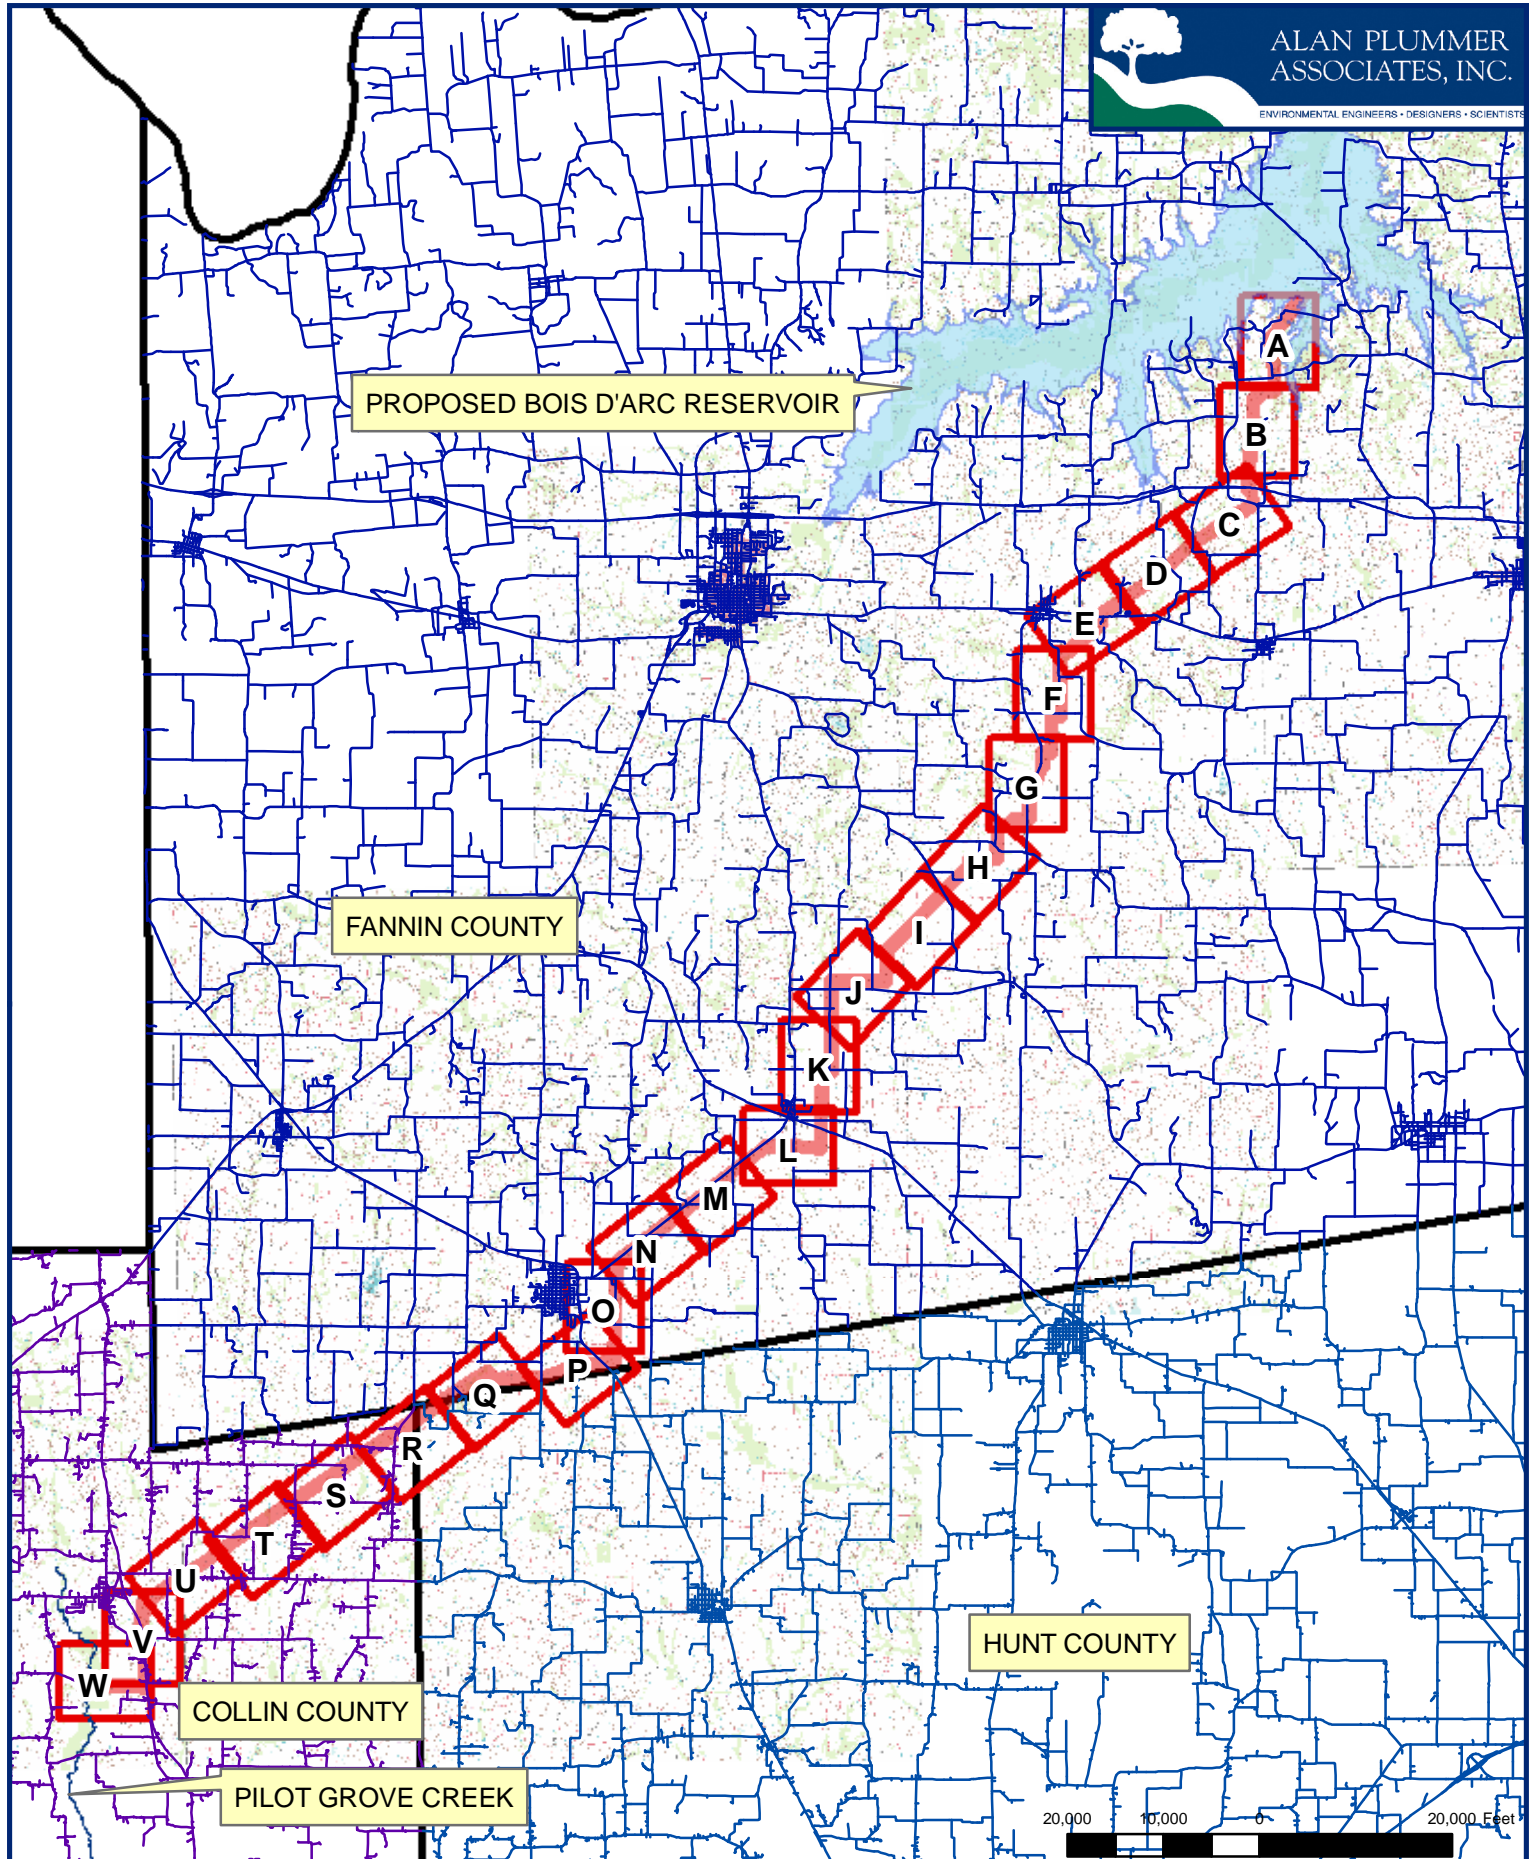 ALAN PLUMMER
ASSOCIATES, INC.
ENVIRONMENTAL ENGINEERS • DESIGNERS • SCIENTISTS
A
PROPOSED BOIS D'ARC RESERVOIR
B
C
D
E
F
G
H
FANNIN COUNTY
I
J
K
L
M
N
O
P
Q
R
S
T
U
V
HUNT COUNTY
W
COLLIN COUNTY
PILOT GROVE CREEK
20,000 10,000 0 20,000 Feet